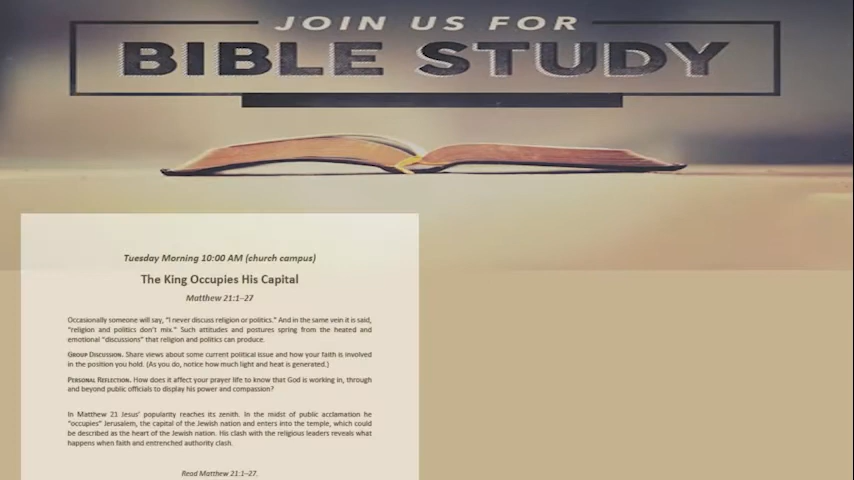 JOIN US FOR
BIBLE STUDY
Tuesday Morning 10:00 AM (church campus)
The King Occupies His Capital
Matthew 21:1–27
Occasionally someone will say, "I never discuss religion or politics." And in the same vein it is said,
"religion and politics don't mix." Such attitudes and postures spring from the heated and
emotional "discussions" that religion and politics can produce.
GROUP DISCUSSION. Share views about some current political issue and how your faith is involved
in the position you hold. (As you do, notice how much light and heat is generated.)
PERSONAL REFLECTION. How does it affect your prayer life to know that God is working in, through
and beyond public officials to display his power and compassion?
In Matthew 21 Jesus' popularity reaches its zenith. In the midst of public acclamation he
"occupies" Jerusalem, the capital of the Jewish nation and enters into the temple, which could
be described as the heart of the Jewish nation. His clash with the religious leaders reveals what
happens when faith and entrenched authority clash.
Read Matthew 21:1–27.